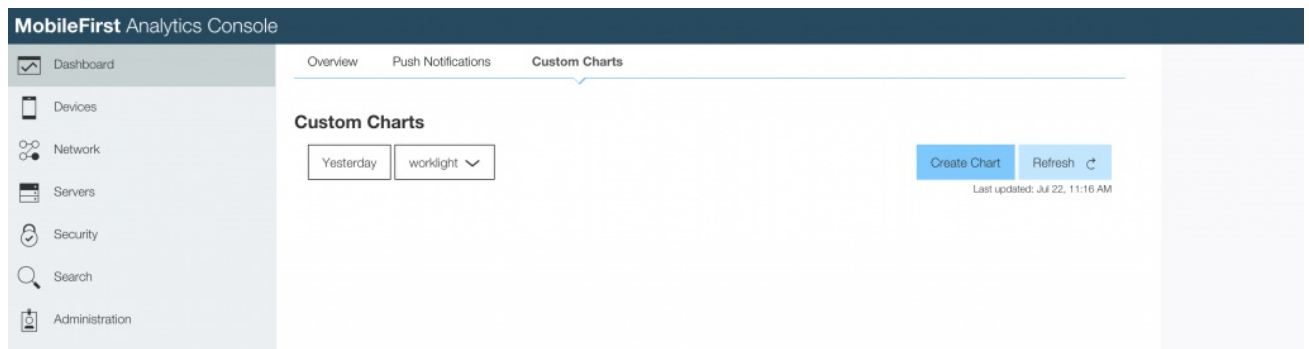 MobileFirst Analytics Console
Dashboard
Devices
Network
Servers
Security
Search
Administration
Overview Push Notifications Custom Charts
Custom Charts
Yesterday worklight Create Chart Refresh
Last updated: Jul 22, 11:16 AM